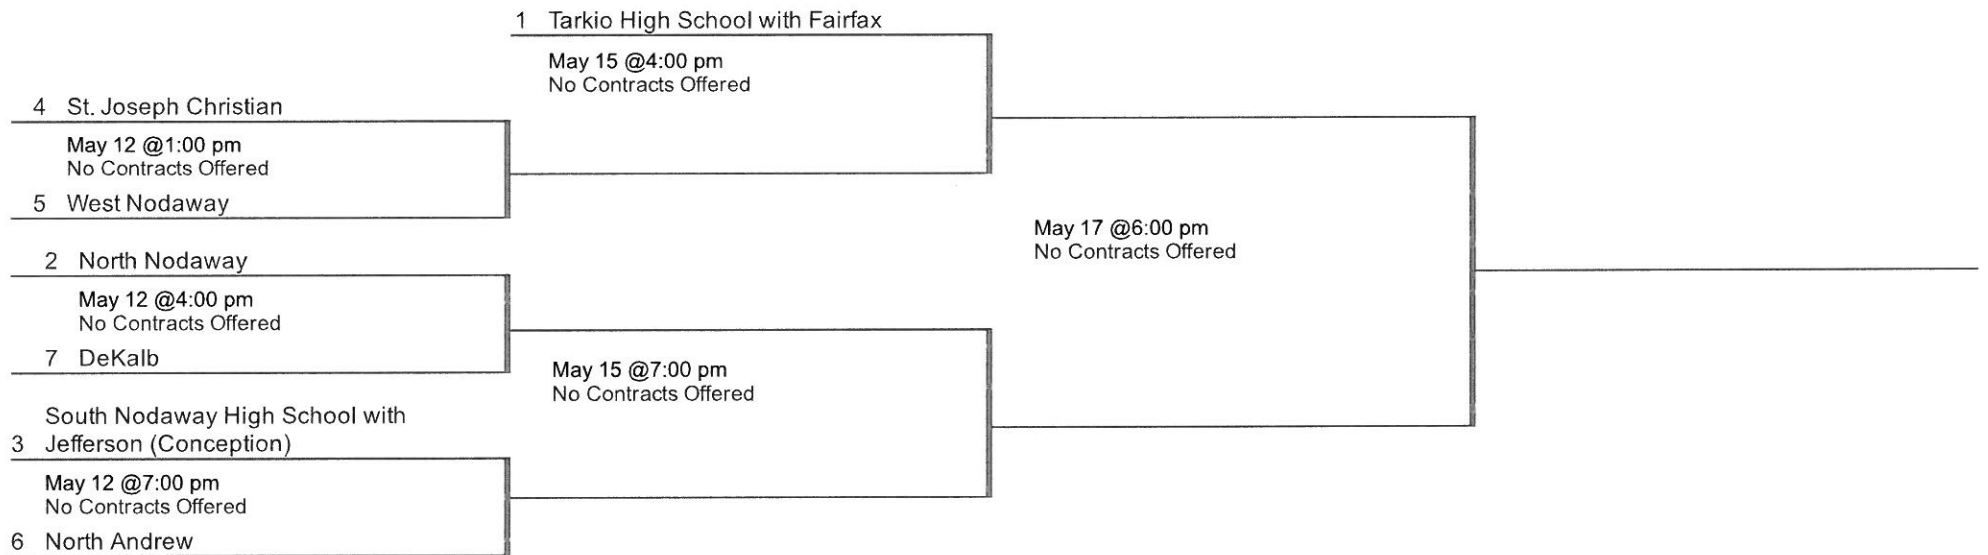 1 Tarkio High School with Fairfax
May 15 @4:00 pm
No Contracts Offered
4 St. Joseph Christian
May 12 @1:00 pm
No Contracts Offered
5 West Nodaway
May 17 @6:00 pm
No Contracts Offered
2 North Nodaway
May 12 @4:00 pm
No Contracts Offered
7 DeKalb
May 15 @7:00 pm
No Contracts Offered
South Nodaway High School with
3 Jefferson (Conception)
May 12 @7:00 pm
No Contracts Offered
6 North Andrew